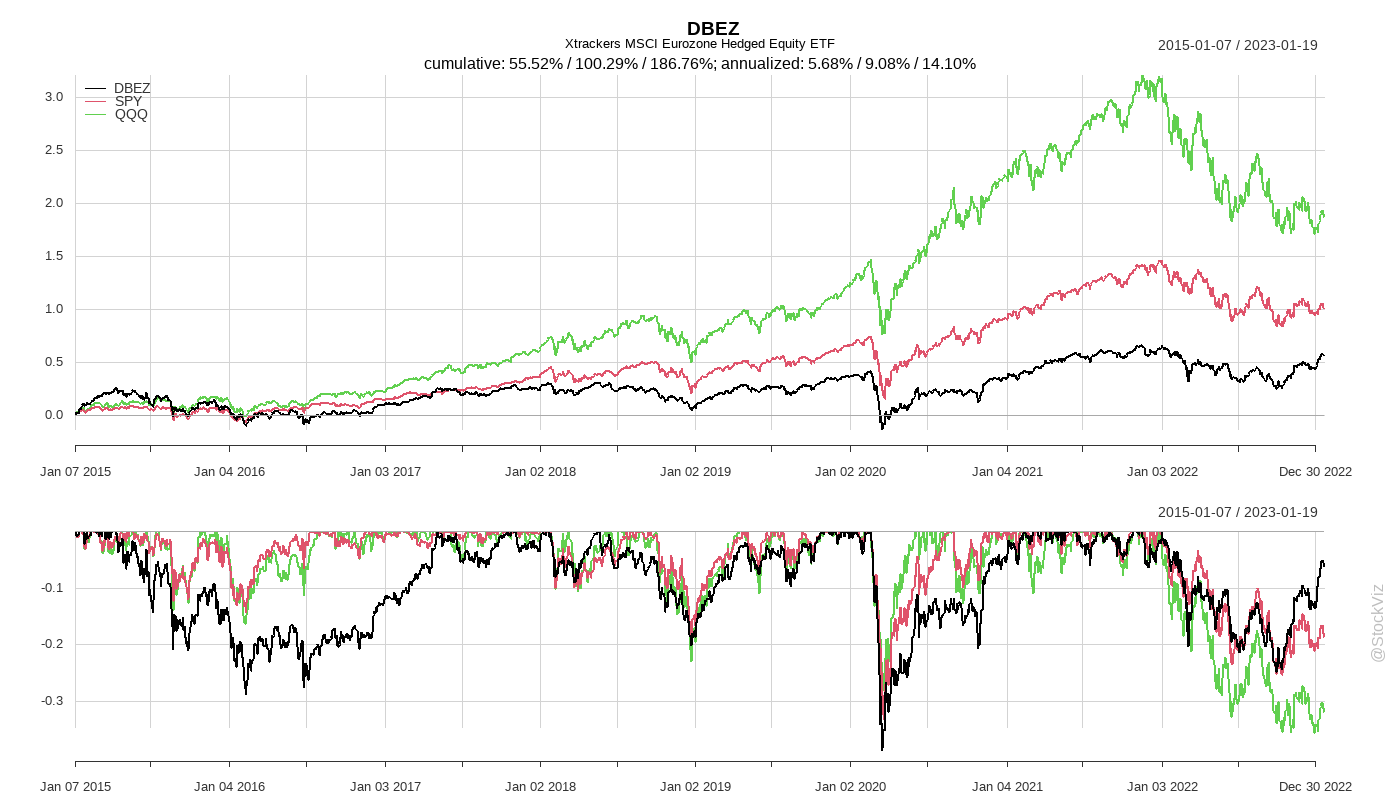 DBEZ
Xtrackers MSCI Eurozone Hedged Equity ETF
2015-01-07 / 2023-01-19
cumulative: 55.52% / 100.29% / 186.76%; annualized: 5.68% / 9.08% / 14.10%
DBEZ
SPY
QQQ
3.0
2.5
2.0
1.5
1.0
0.5
0.0
Jan 07 2015 Jan 04 2016 Jan 03 2017 Jan 02 2018 Jan 02 2019 Jan 02 2020 Jan 04 2021 Jan 03 2022 Dec 30 2022
2015-01-07 / 2023-01-19
-0.1
-0.2
-0.3
Jan 07 2015 Jan 04 2016 Jan 03 2017 Jan 02 2018 Jan 02 2019 Jan 02 2020 Jan 04 2021 Jan 03 2022 Dec 30 2022
@StockViz